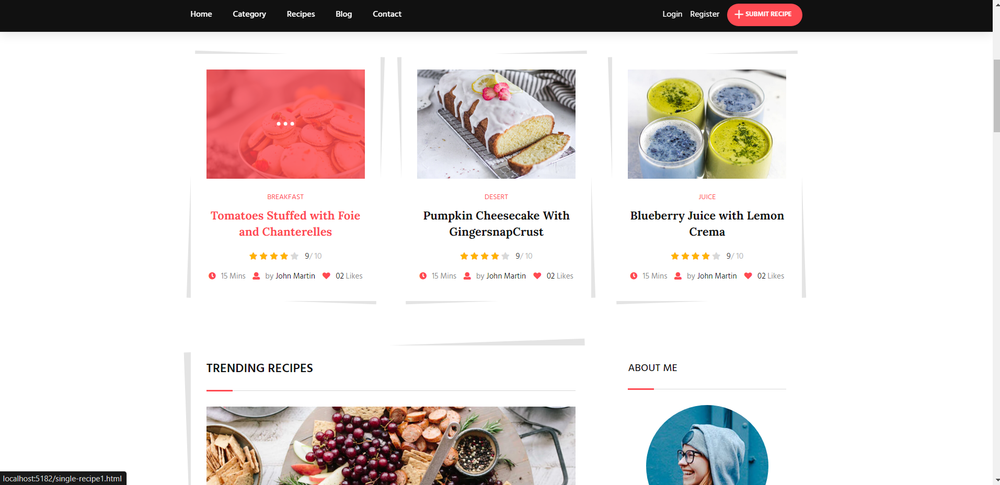 Home Category Recipes Blog Contact Login Register SUBMIT RECIPE
BREAKFAST
Tomatoes Stuffed with Foie
and Chanterelles
9/ 10
15 Mins by John Martin 02 Likes
DESERT
Pumpkin Cheesecake With
GingersnapCrust
9/ 10
15 Mins by John Martin 02 Likes
JUICE
Blueberry Juice with Lemon
Crema
9/ 10
15 Mins by John Martin 02 Likes
TRENDING RECIPES
ABOUT ME
localhost:5182/single-recipe1.html